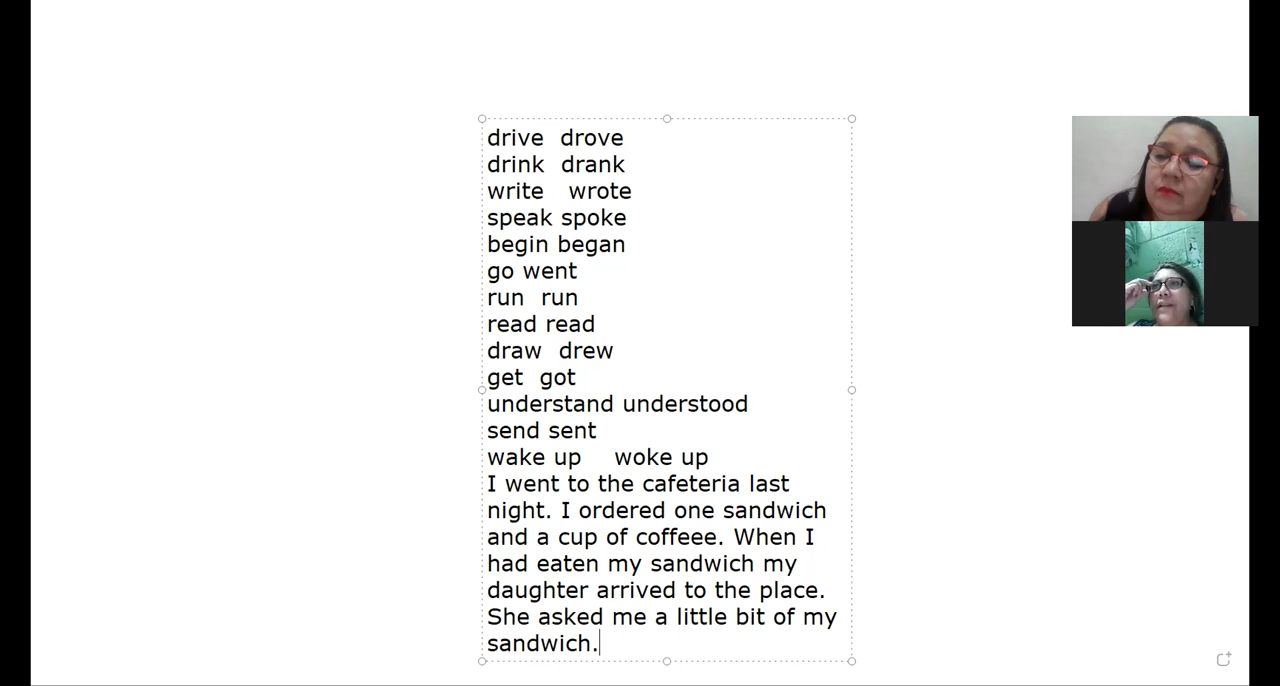 drive drove
drink drank
write wrote
speak spoke
begin began
go went
run run
read read
draw drew
get got
understand understood
send sent
wake up woke up
I went to the cafeteria last
night. I ordered one sandwich
and a cup of coffeee. When I
had eaten my sandwich my
daughter arrived to the place.
She asked me a little bit of my
sandwich.